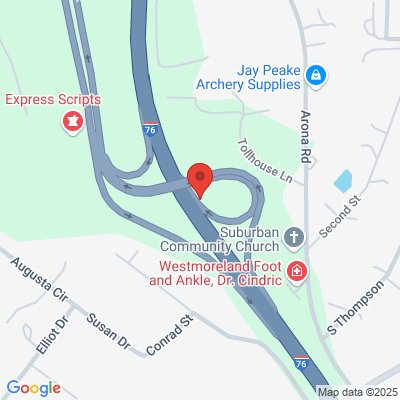 Jay Peake
Archery Supplies
Express Scripts
76
Arona Rd
Tollhouse Ln
Second St
Suburban
Community Church
Westmoreland Foot
and Ankle, Dr. Cindric
Augusta Cir
S Thompson
Elliot Dr
Susan Dr
Conrad St
76
Google
Map data ©2025